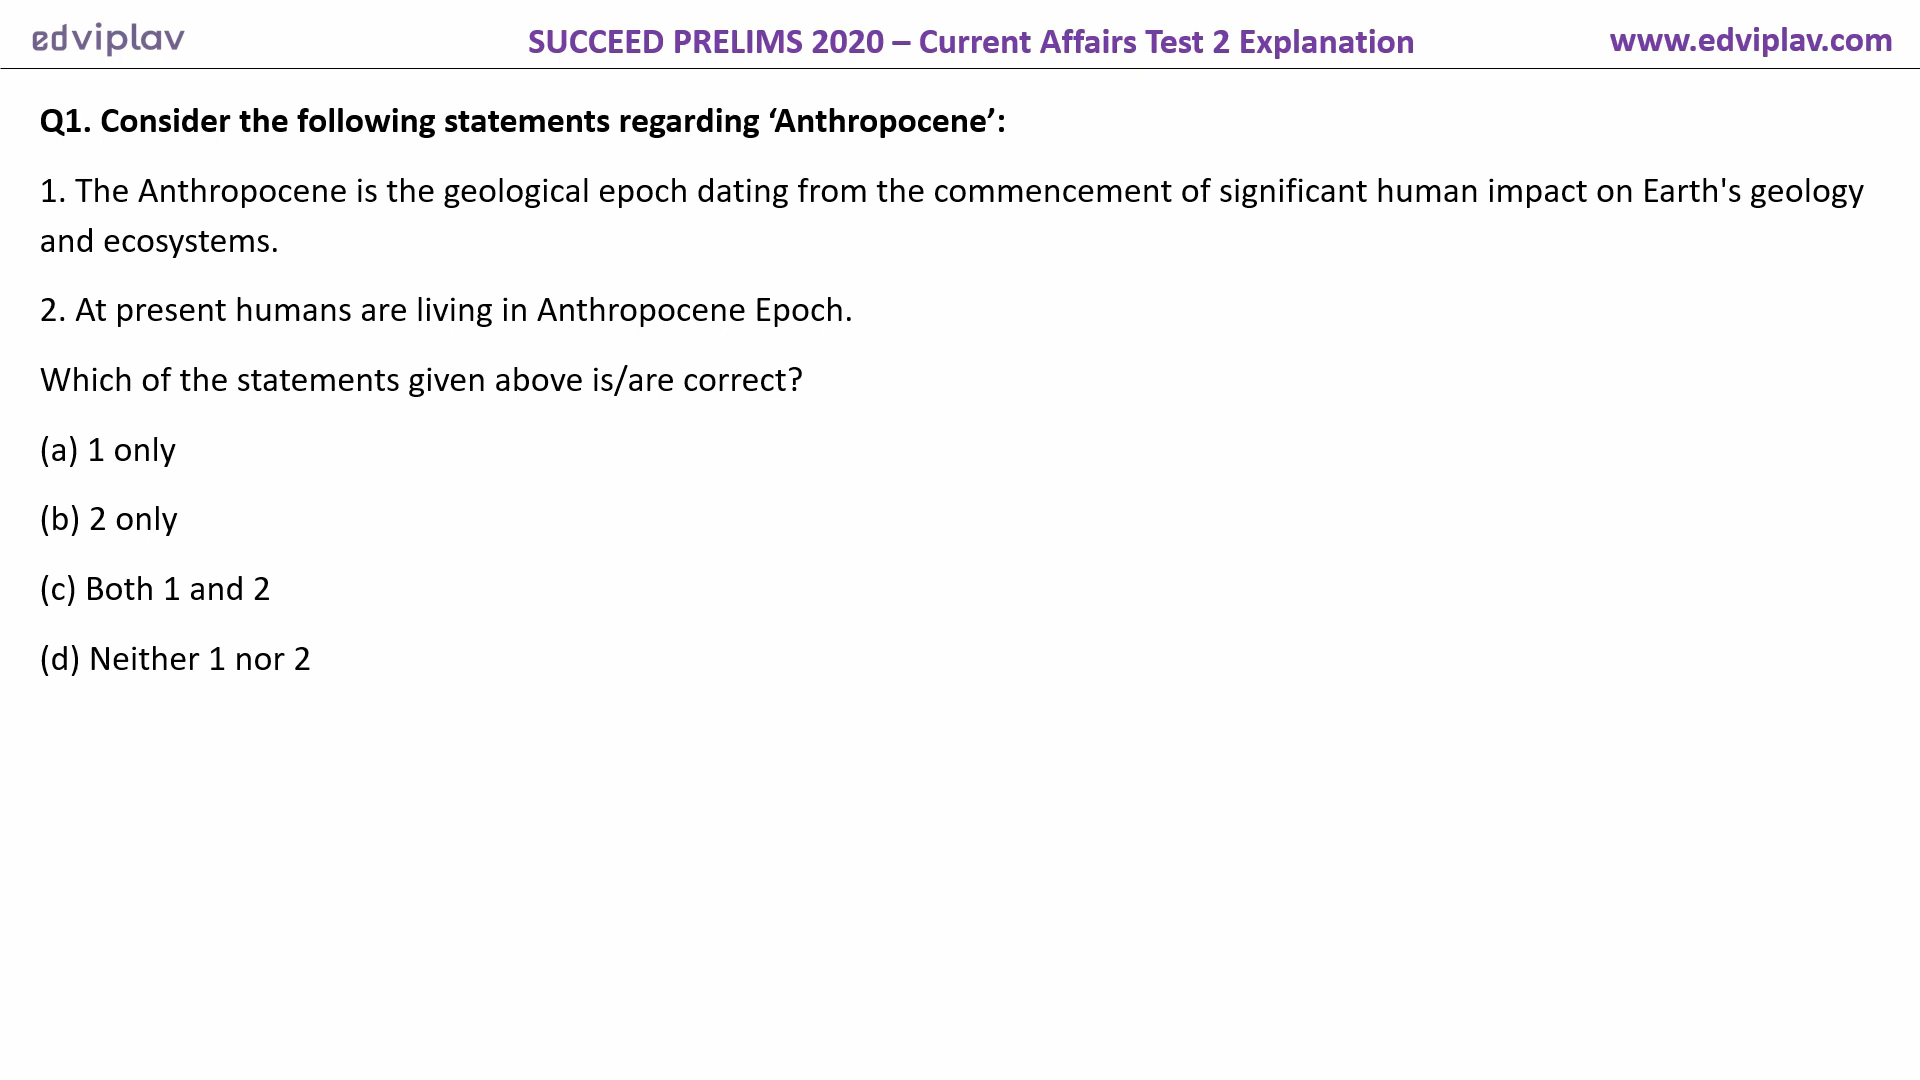 edviplav
SUCCEED PRELIMS 2020 – Current Affairs Test 2 Explanation
www.edviplav.com
Q1. Consider the following statements regarding ‘Anthropocene’:
1. The Anthropocene is the geological epoch dating from the commencement of significant human impact on Earth's geology
and ecosystems.
2. At present humans are living in Anthropocene Epoch.
Which of the statements given above is/are correct?
(a) 1 only
(b) 2 only
(c) Both 1 and 2
(d) Neither 1 nor 2